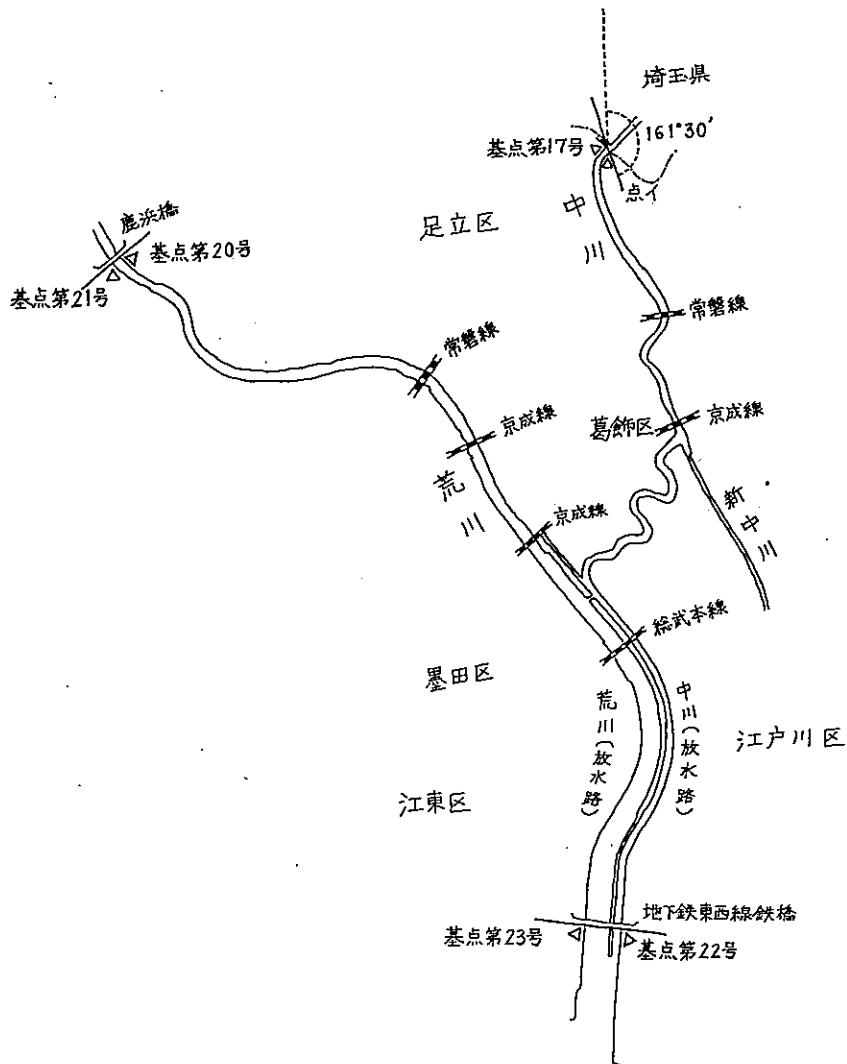 埼玉県
161°30′
基点第17号
点イ
足立区
中川
鹿浜橋
基点第20号
基点第21号
常磐線
常磐線
京成線
葛飾区
京成線
荒川
京成線
新中川
総武本線
墨田区
荒川(放水路)
中川(放水路)
江戸川区
江東区
地下鉄東西線鉄橋
基点第23号
基点第22号